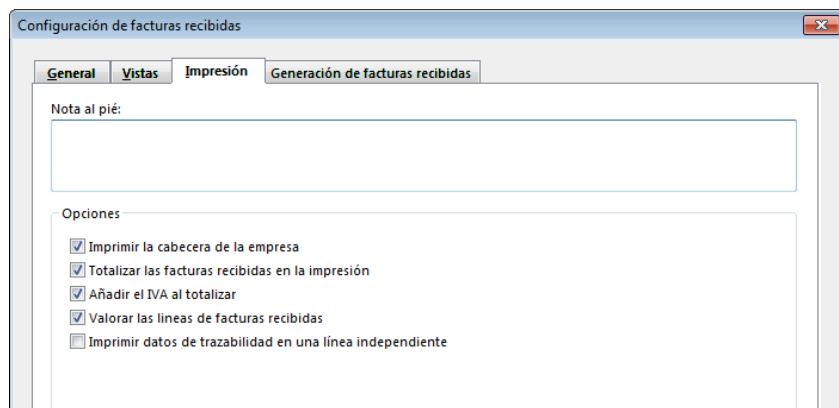 Configuración de facturas recibidas
General Vistas Impresión Generación de facturas recibidas
Nota al pié:
Opciones
Imprimir la cabecera de la empresa
Totalizar las facturas recibidas en la impresión
Añadir el IVA al totalizar
Valorar las lineas de facturas recibidas
Imprimir datos de trazabilidad en una línea independiente